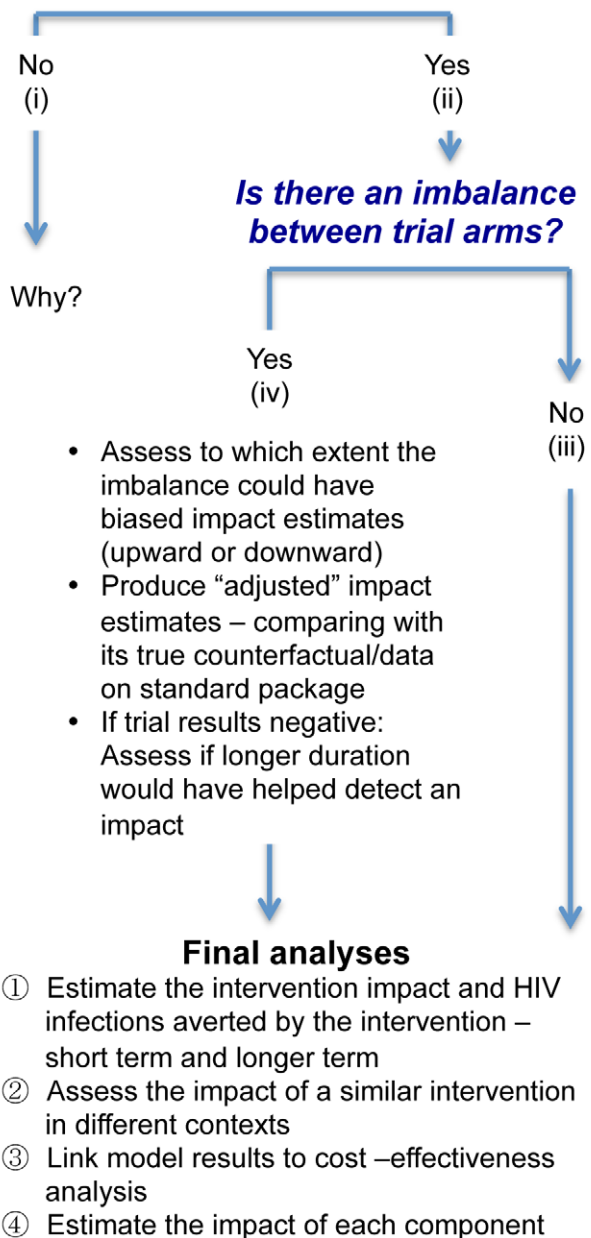 No
(i)
Yes
(ii)
Is there an imbalance
between trial arms?
Why?
Yes
(iv)
No
(iii)
• Assess to which extent the
imbalance could have
biased impact estimates
(upward or downward)
• Produce “adjusted” impact
estimates – comparing with
its true counterfactual/data
on standard package
• If trial results negative:
Assess if longer duration
would have helped detect an
impact
Final analyses
① Estimate the intervention impact and HIV
infections averted by the intervention –
short term and longer term
② Assess the impact of a similar intervention
in different contexts
③ Link model results to cost –effectiveness
analysis
④ Estimate the impact of each component